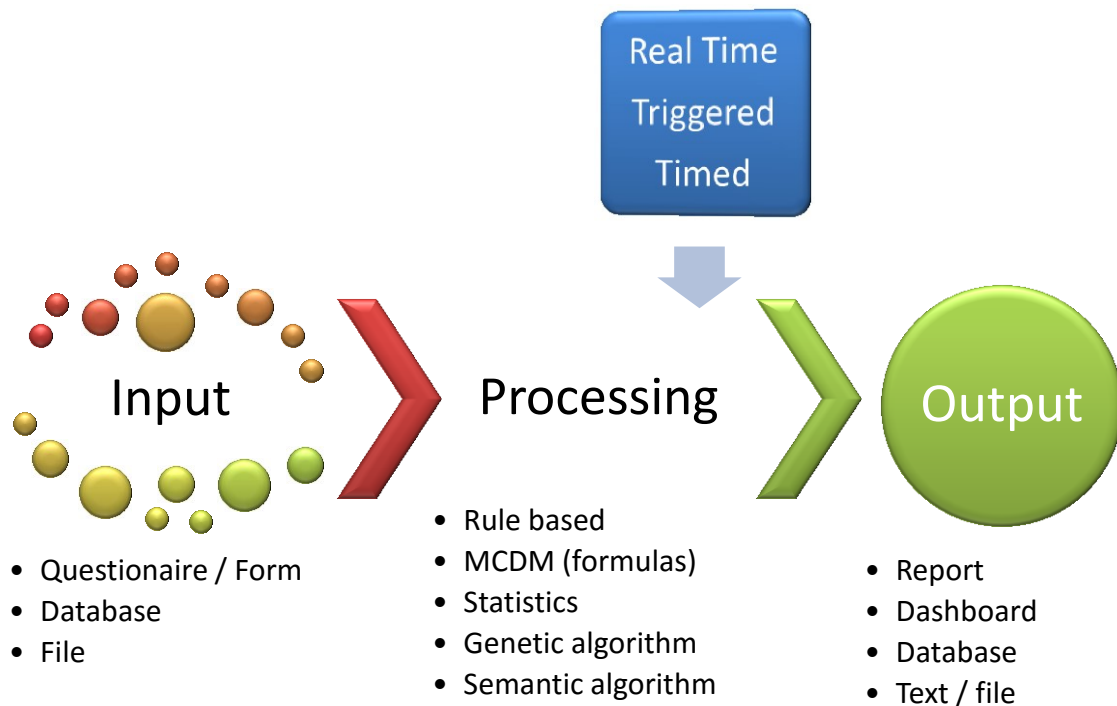 Real Time
Triggered
Timed
Input
Processing
Output
• Questionaire / Form
• Database
• File
• Rule based
• MCDM (formulas)
• Statistics
• Genetic algorithm
• Semantic algorithm
• Report
• Dashboard
• Database
• Text / file